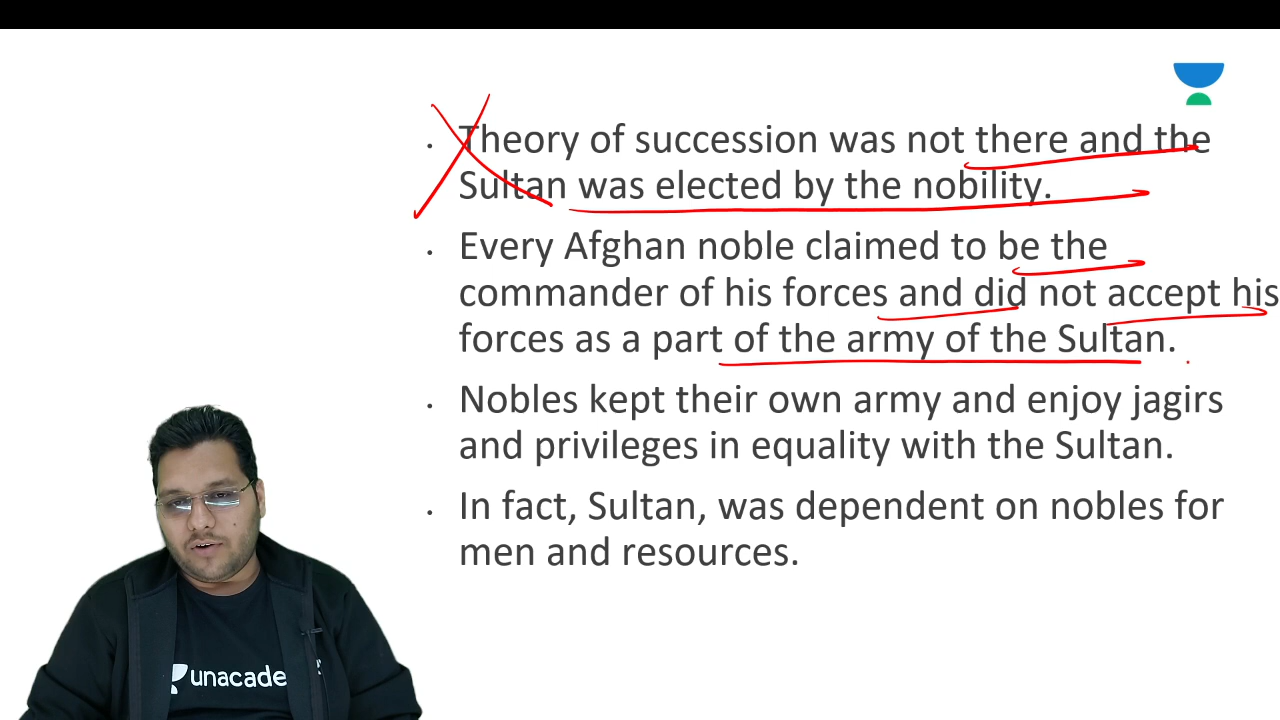 Theory of succession was not there and the
Sultan was elected by the nobility.
Every Afghan noble claimed to be the
commander of his forces and did not accept his
forces as a part of the army of the Sultan.
Nobles kept their own army and enjoy jagirs
and privileges in equality with the Sultan.
In fact, Sultan, was dependent on nobles for
men and resources.
unacade